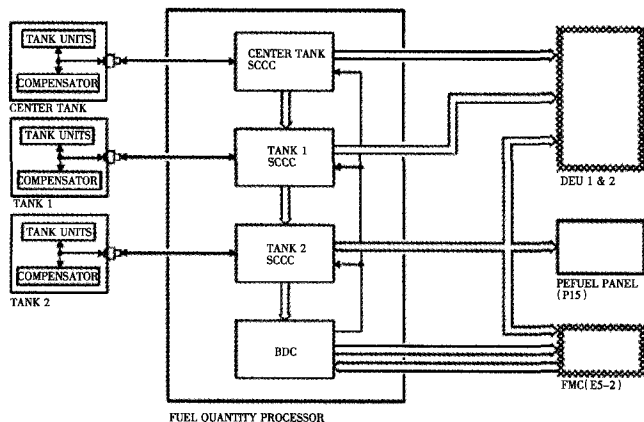 TANK UNITS
COMPENSATOR
CENTER TANK
TANK UNITS
COMPENSATOR
TANK 1
TANK UNITS
COMPENSATOR
TANK 2
CENTER TANK
SCCC
TANK 1
SCCC
TANK 2
SCCC
BDC
FUEL QUANTITY PROCESSOR
DEU 1 & 2
PEFUEL PANEL
(P15)
FMC(E5-2)